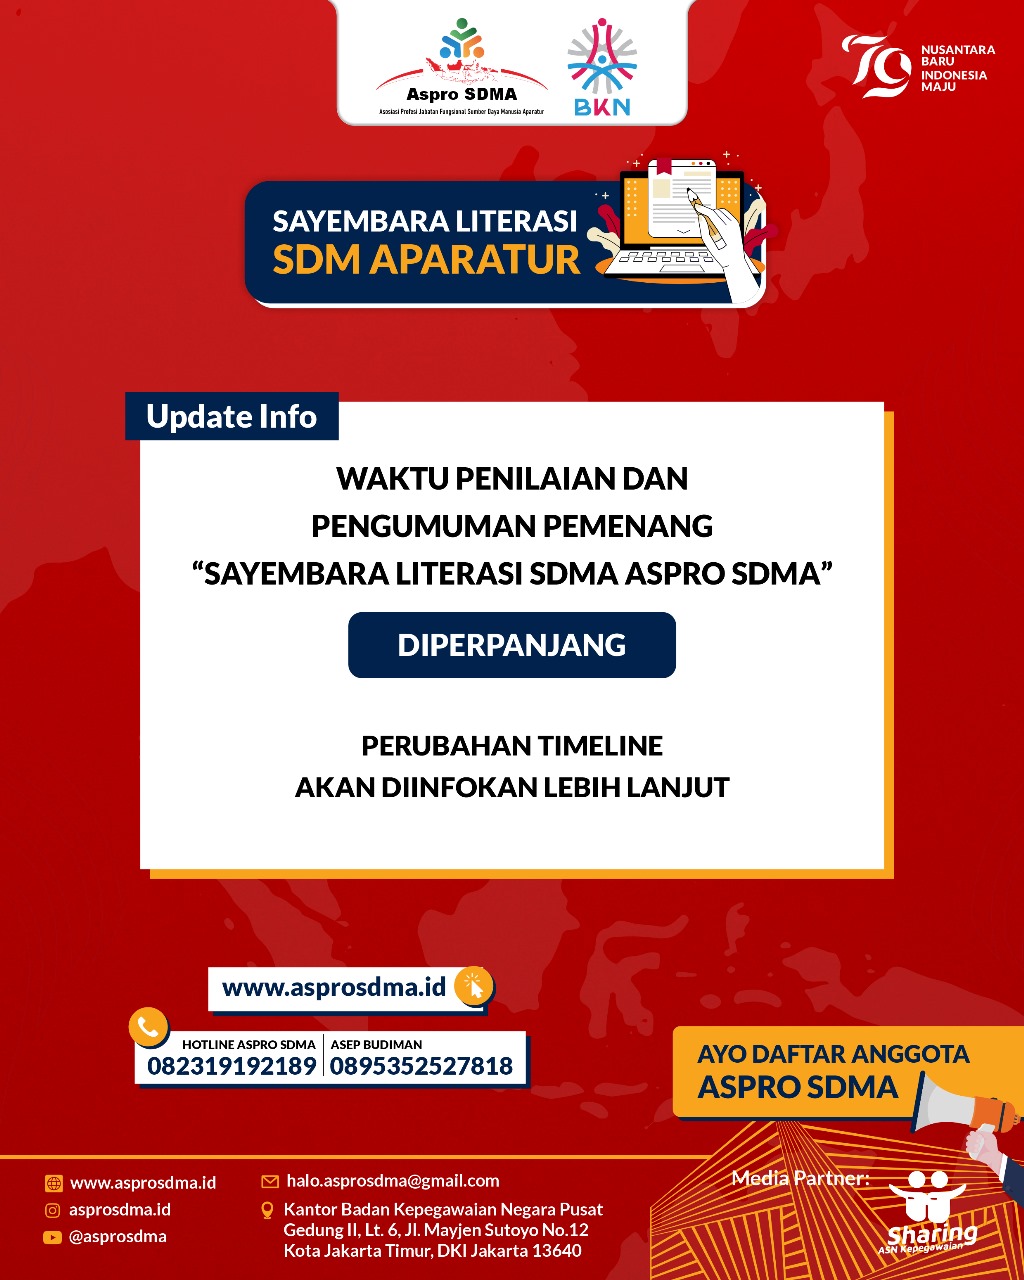 Aspro SDMA
Asosiasi Profesi Jabatan Fungsional Sumber Daya Manusia Aparatur
BKN
79
NUSANTARA
BARU
INDONESIA
MAJU
SAYEMBARA LITERASI
SDM APARATUR
Update Info
WAKTU PENILAIAN DAN
PENGUMUMAN PEMENANG
“SAYEMBARA LITERASI SDMA ASPRO SDMA”
DIPERPANJANG
PERUBAHAN TIMELINE
AKAN DIINFOKAN LEBIH LANJUT
www.asprosdma.id
HOTLINE ASPRO SDMA
082319192189
ASEP BUDIMAN
0895352527818
AYO DAFTAR ANGGOTA
ASPRO SDMA
www.asprosdma.id
asprosdma.id
@asprosdma
halo.asprosdma@gmail.com
Kantor Badan Kepegawaian Negara Pusat
Gedung II, Lt. 6, Jl. Mayjen Sutoyo No.12
Kota Jakarta Timur, DKI Jakarta 13640
Media Partner:
Sharing
ASN Kepegawaian